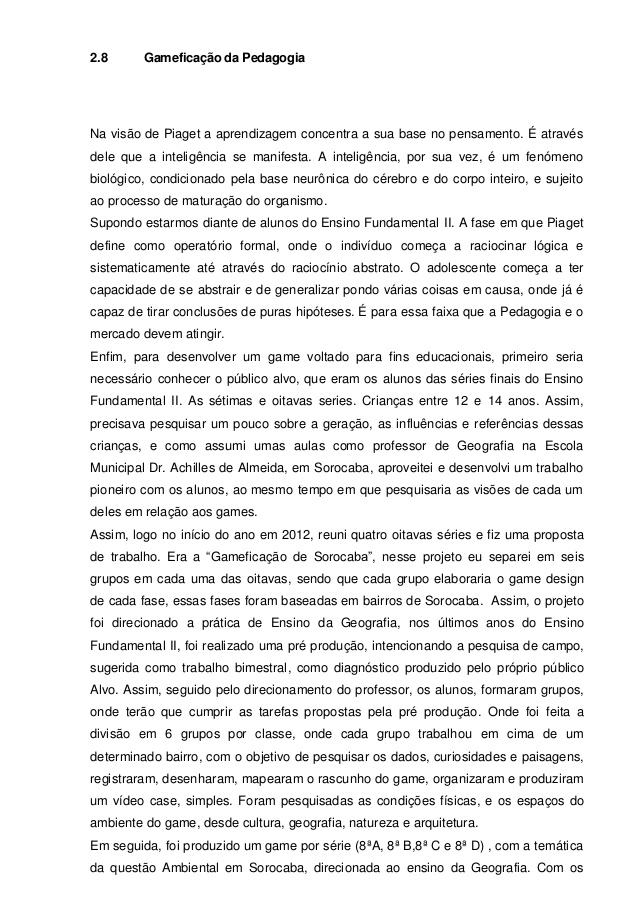 2.8 Gameficação da Pedagogia
Na visão de Piaget a aprendizagem concentra a sua base no pensamento. É através
dele que a inteligência se manifesta. A inteligência, por sua vez, é um fenómeno
biológico, condicionado pela base neurônica do cérebro e do corpo inteiro, e sujeito
ao processo de maturação do organismo.
Supondo estarmos diante de alunos do Ensino Fundamental II. A fase em que Piaget
define como operatório formal, onde o indivíduo começa a raciocinar lógica e
sistematicamente até através do raciocínio abstrato. O adolescente começa a ter
capacidade de se abstrair e de generalizar pondo várias coisas em causa, onde já é
capaz de tirar conclusões de puras hipóteses. É para essa faixa que a Pedagogia e o
mercado devem atingir.
Enfim, para desenvolver um game voltado para fins educacionais, primeiro seria
necessário conhecer o público alvo, que eram os alunos das séries finais do Ensino
Fundamental II. As sétimas e oitavas series. Crianças entre 12 e 14 anos. Assim,
precisava pesquisar um pouco sobre a geração, as influências e referências dessas
crianças, e como assumi umas aulas como professor de Geografia na Escola
Municipal Dr. Achilles de Almeida, em Sorocaba, aproveitei e desenvolvi um trabalho
pioneiro com os alunos, ao mesmo tempo em que pesquisaria as visões de cada um
deles em relação aos games.
Assim, logo no início do ano em 2012, reuni quatro oitavas séries e fiz uma proposta
de trabalho. Era a “Gameficação de Sorocaba”, nesse projeto eu separei em seis
grupos em cada uma das oitavas, sendo que cada grupo elaboraria o game design
de cada fase, essas fases foram baseadas em bairros de Sorocaba. Assim, o projeto
foi direcionado a prática de Ensino da Geografia, nos últimos anos do Ensino
Fundamental II, foi realizado uma pré produção, intencionando a pesquisa de campo,
sugerida como trabalho bimestral, como diagnóstico produzido pelo próprio público
Alvo. Assim, seguido pelo direcionamento do professor, os alunos, formaram grupos,
onde terão que cumprir as tarefas propostas pela pré produção. Onde foi feita a
divisão em 6 grupos por classe, onde cada grupo trabalhou em cima de um
determinado bairro, com o objetivo de pesquisar os dados, curiosidades e paisagens,
registraram, desenharam, mapearam o rascunho do game, organizaram e produziram
um vídeo case, simples. Foram pesquisadas as condições físicas, e os espaços do
ambiente do game, desde cultura, geografia, natureza e arquitetura.
Em seguida, foi produzido um game por série (8ªA, 8ª B,8ª C e 8ª D) , com a temática
da questão Ambiental em Sorocaba, direcionada ao ensino da Geografia. Com os